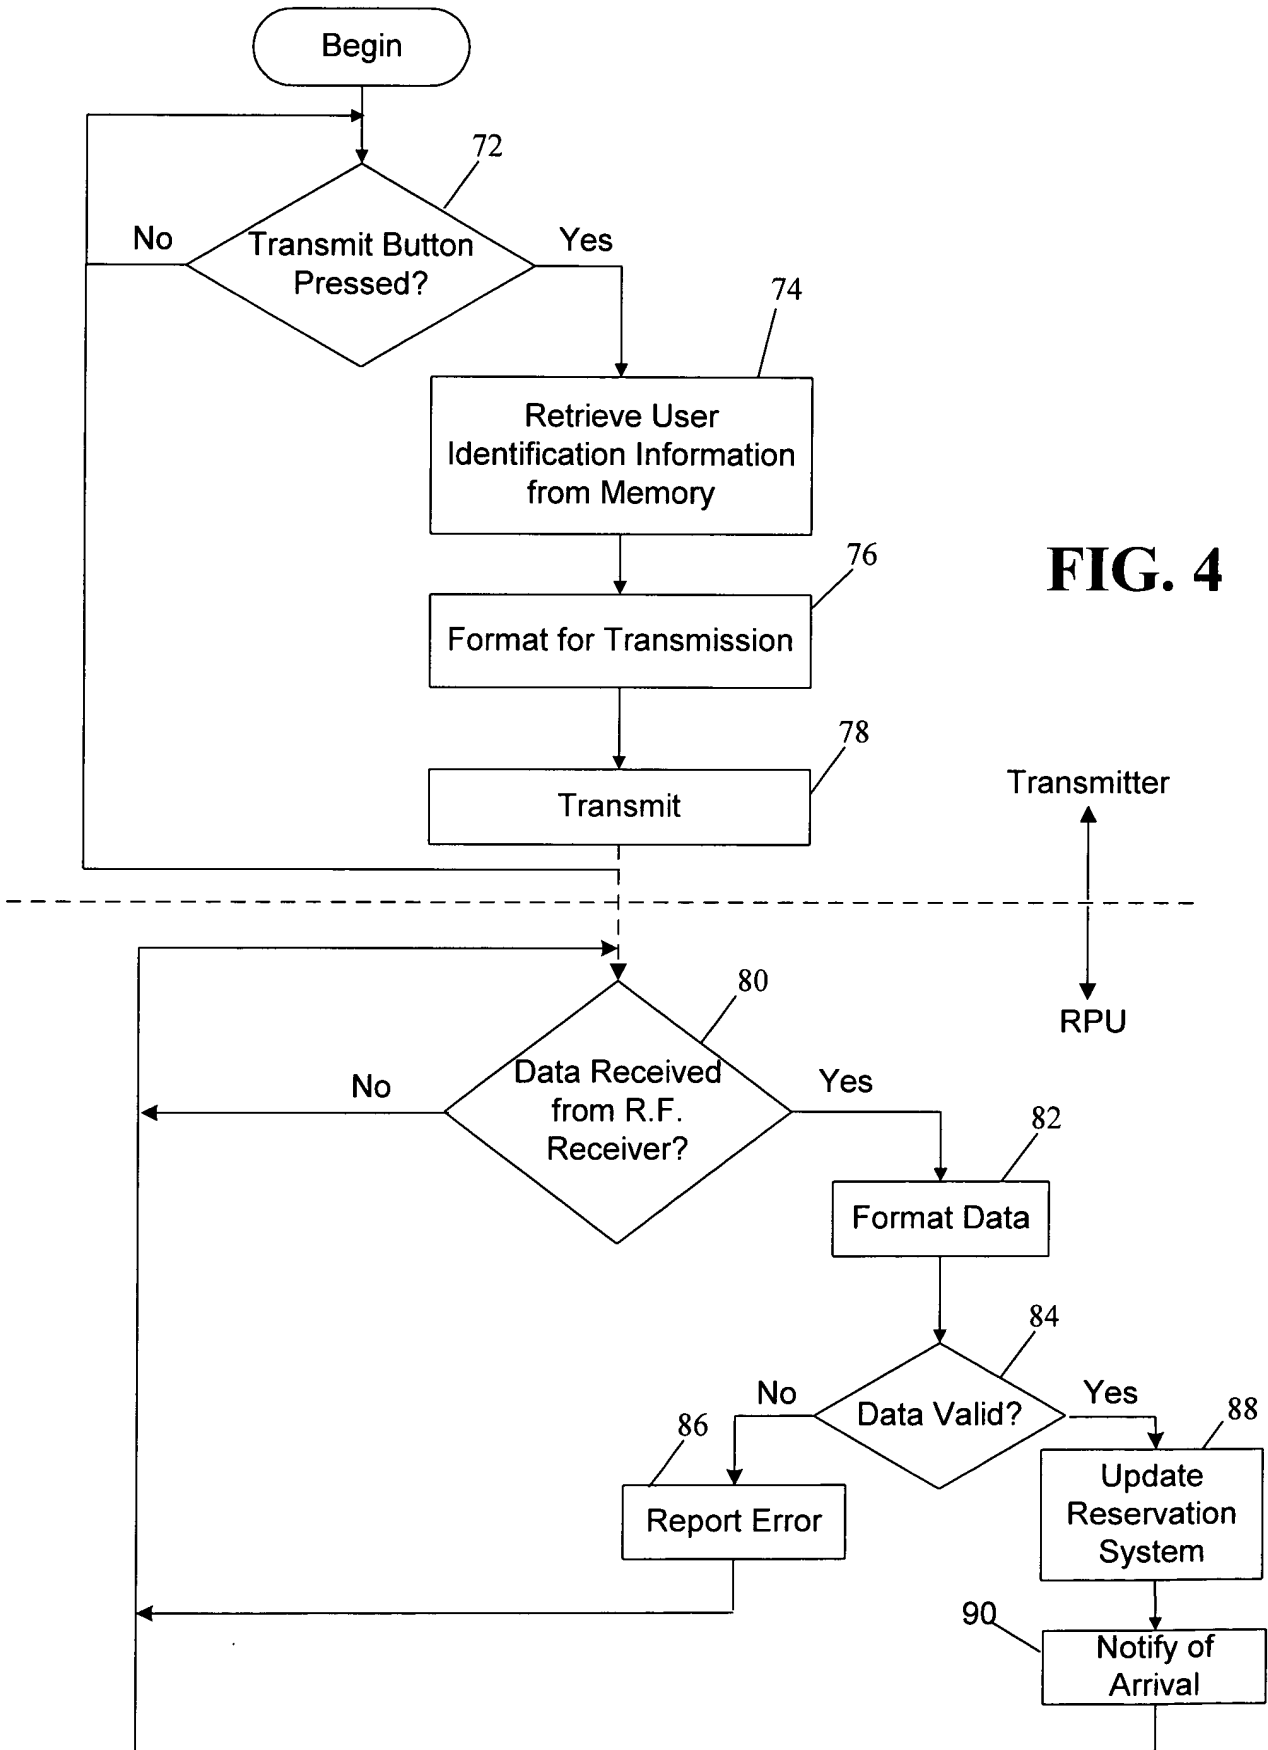 Begin
72
No
Yes
Transmit Button
Pressed?
74
Retrieve User
Identification Information
from Memory
FIG. 4
76
Format for Transmission
78
Transmit
Transmitter
RPU
80
Data Received
from R.F.
Receiver?
No
Yes
82
Format Data
84
Data Valid?
No
Yes
86
Report Error
88
Update
Reservation
System
90
Notify of
Arrival